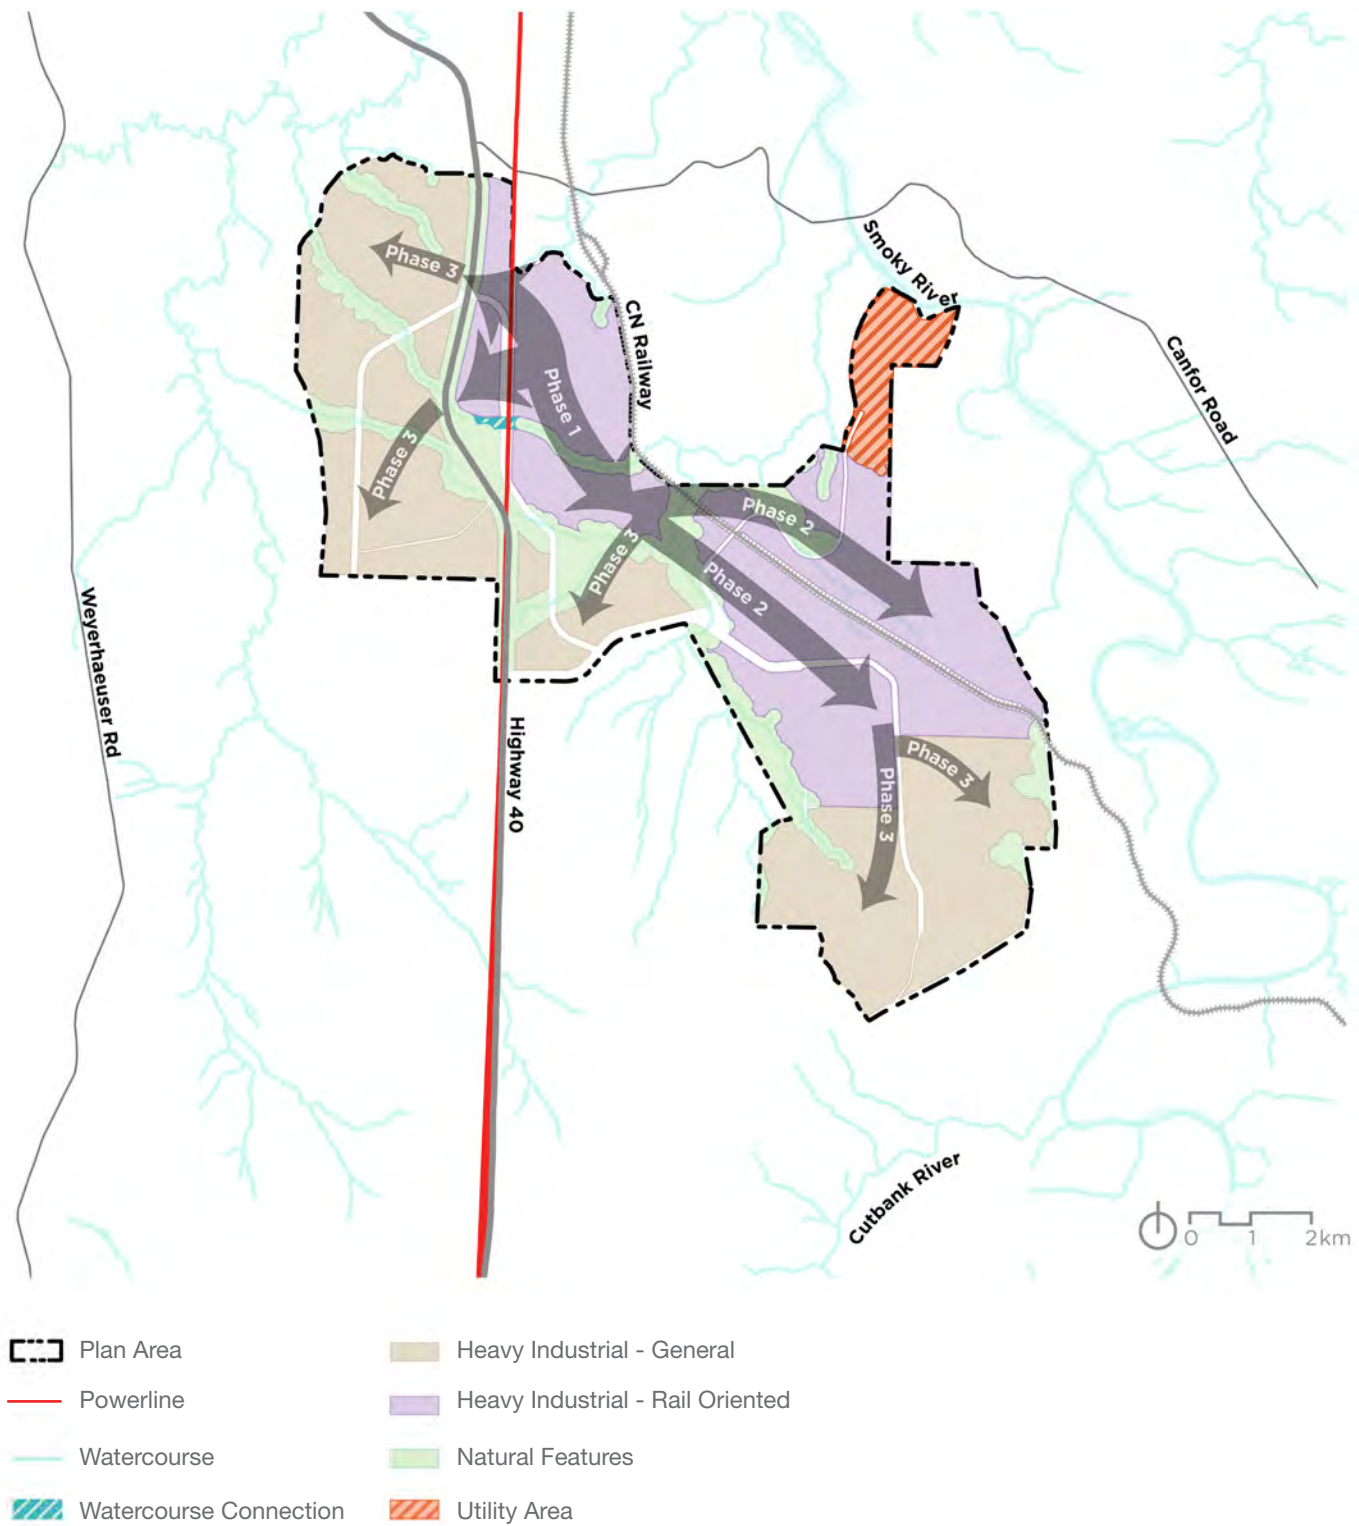 Smoky River
Phase 3
CN Railway
Canfor Road
Phase 1
Phase 3
Phase 2
Phase 3
Phase 2
Weyerhaeuser Rd
Highway 40
Phase 3
Phase 3
Cutbank River
0 1 2km
Plan Area
Heavy Industrial - General
Powerline
Heavy Industrial - Rail Oriented
Watercourse
Natural Features
Watercourse Connection
Utility Area